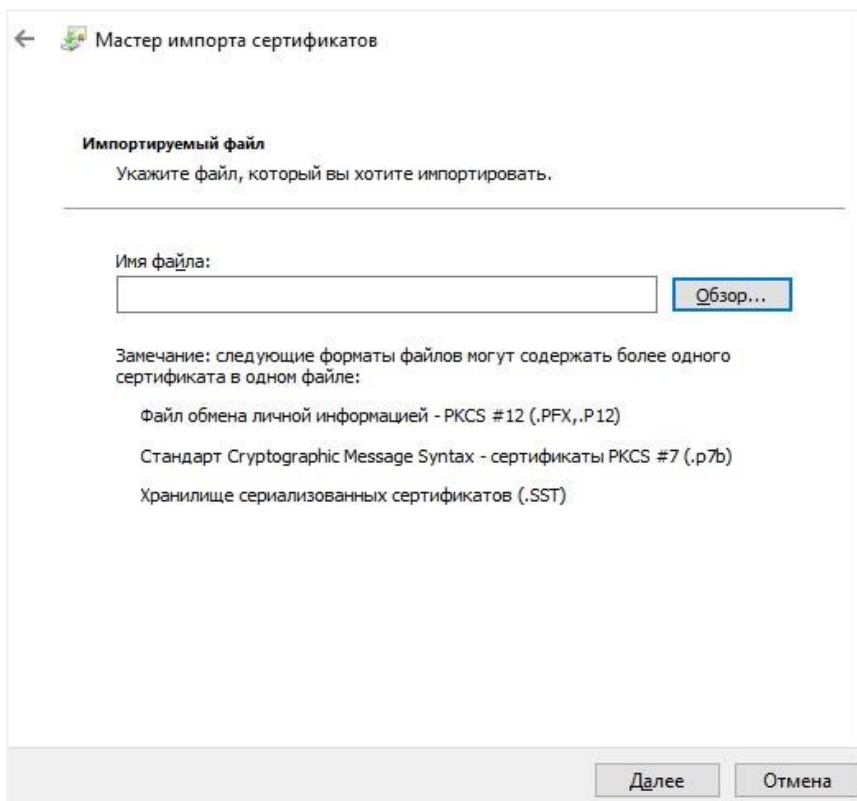 Мастер импорта сертификатов
Импортируемый файл
Укажите файл, который вы хотите импортировать.
Имя файла:
Обзор...
Замечание: следующие форматы файлов могут содержать более одного
сертификата в одном файле:
Файл обмена личной информацией - PKCS #12 (.PFX,.P12)
Стандарт Cryptographic Message Syntax - сертификаты PKCS #7 (.p7b)
Хранилище сериализованных сертификатов (.SST)
Далее
Отмена